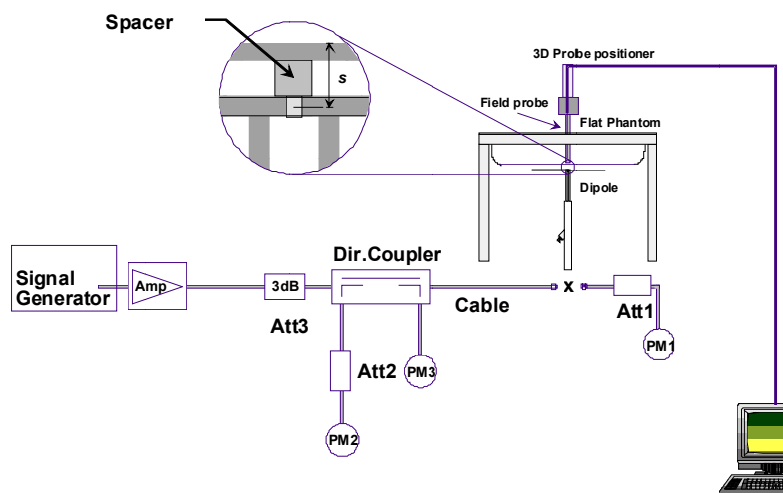 Spacer
s
3D Probe positioner
Field probe
Flat Phantom
Dipole
Signal
Generator
Amp
3dB
Att3
Dir.Coupler
Cable
x
Att1
PM1
Att2
PM3
PM2